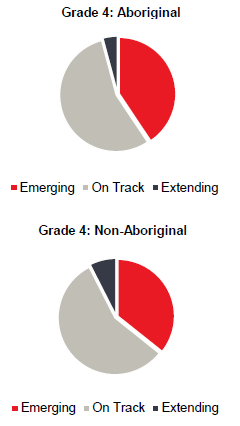 Grade 4: Aboriginal
Emerging On Track Extending
Grade 4: Non-Aboriginal
Emerging On Track Extending